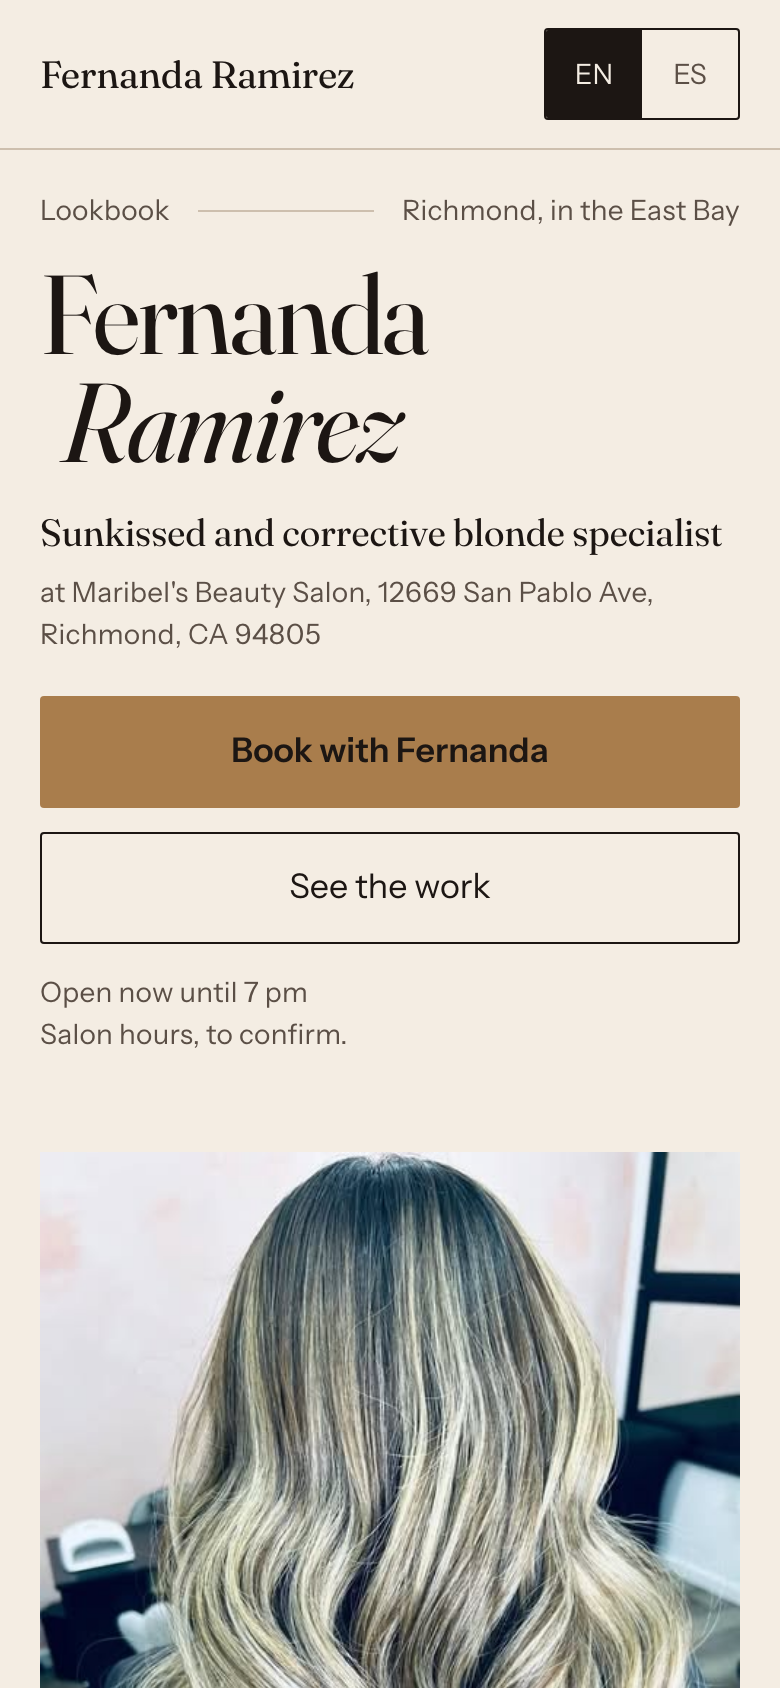 Fernanda Ramirez
EN
ES
Lookbook
Richmond, in the East Bay
Fernanda
Ramirez
Sunkissed and corrective blonde specialist
at Maribel's Beauty Salon, 12669 San Pablo Ave,
Richmond, CA 94805
Book with Fernanda
See the work
Open now until 7 pm
Salon hours, to confirm.